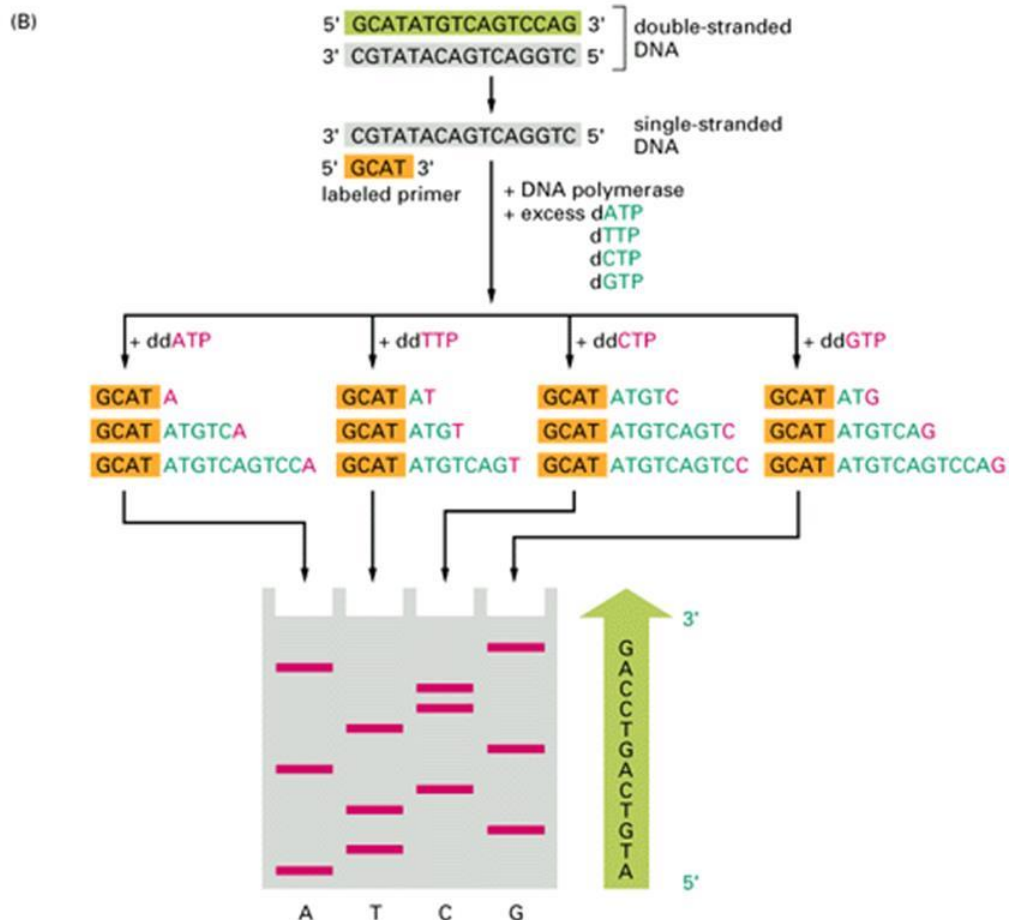 (B)
5' GCATATGTCAGTCCAG 3'
3' CGTATACAGTCAGGTC 5'
double-stranded
DNA
3' CGTATACAGTCAGGTC 5'
single-stranded
DNA
5' GCAT 3'
labeled primer
+ DNA polymerase
+ excess dATP
dTTP
dCTP
dGTP
+ ddATP
+ ddTTP
+ ddCTP
+ ddGTP
GCAT A
GCAT AT
GCAT ATGTC
GCAT ATG
GCAT ATGTCA
GCAT ATGT
GCAT ATGTCAGTC
GCAT ATGTCAG
GCAT ATGTCAGTCCA
GCAT ATGTCAGT
GCAT ATGTCAGTCC
GCAT ATGTCAGTCCAG
3'
G
A
C
C
T
G
A
C
T
G
T
A
5'
A T C G